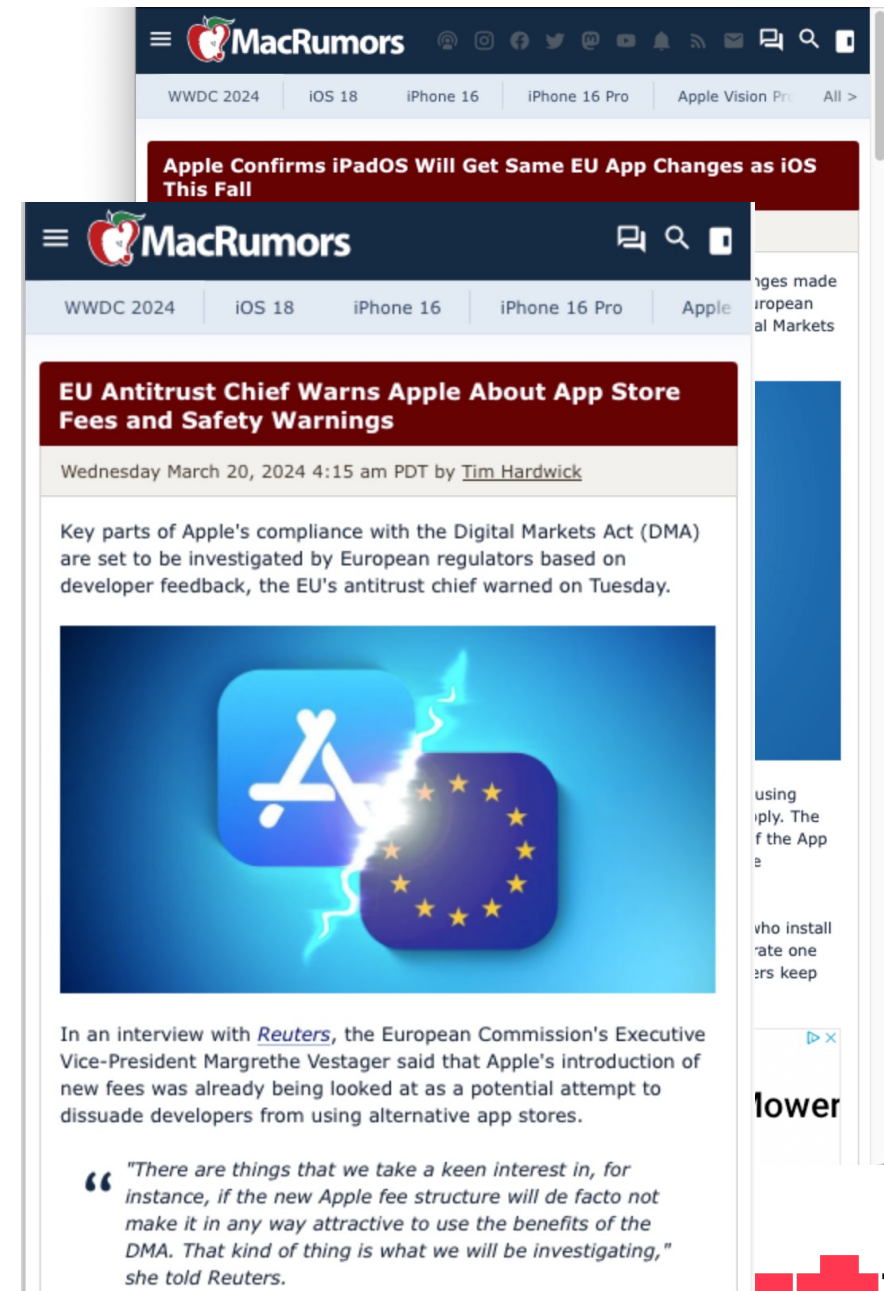 MacRumors
WWDC 2024 iOS 18 iPhone 16 iPhone 16 Pro Apple Vision All >
Apple Confirms iPadOS Will Get Same EU App Changes as iOS
This Fall
made
al Markets
using
f the App
who install
one
keep
MacRumors
WWDC 2024 iOS 18 iPhone 16 iPhone 16 Pro Apple
EU Antitrust Chief Warns Apple About App Store
Fees and Safety Warnings
Wednesday March 20, 2024 4:15 am PDT by Tim Hardwick
Key parts of Apple's compliance with the Digital Markets Act (DMA)
are set to be investigated by European regulators based on
developer feedback, the EU's antitrust chief warned on Tuesday.
In an interview with Reuters, the European Commission's Executive
Vice-President Margrethe Vestager said that Apple's introduction of
new fees was already being looked at as a potential attempt to
dissuade developers from using alternative app stores.
"There are things that we take a keen interest in, for
instance, if the new Apple fee structure will de facto not
make it in any way attractive to use the benefits of the
DMA. That kind of thing is what we will be investigating,"
she told Reuters.